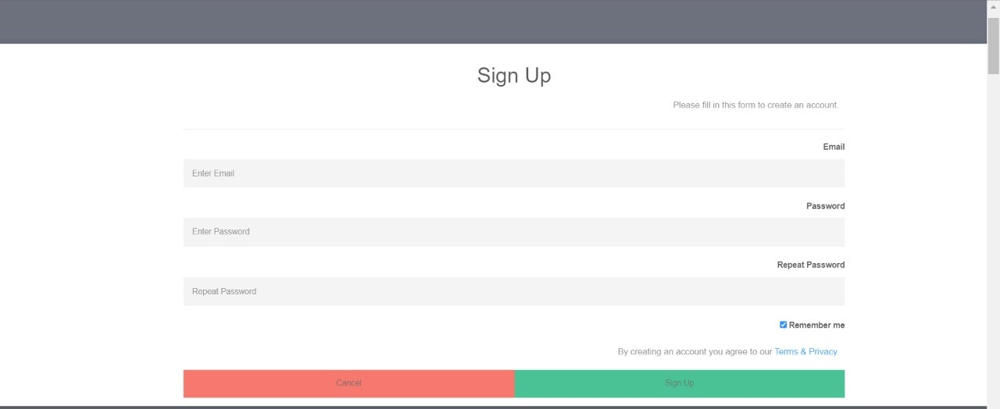 Sign Up
Please fill in this form to create an account.
Email
Enter Email
Password
Enter Password
Repeat Password
Repeat Password
Remember me
By creating an account you agree to our Terms & Privacy.
Cancel
Sign Up